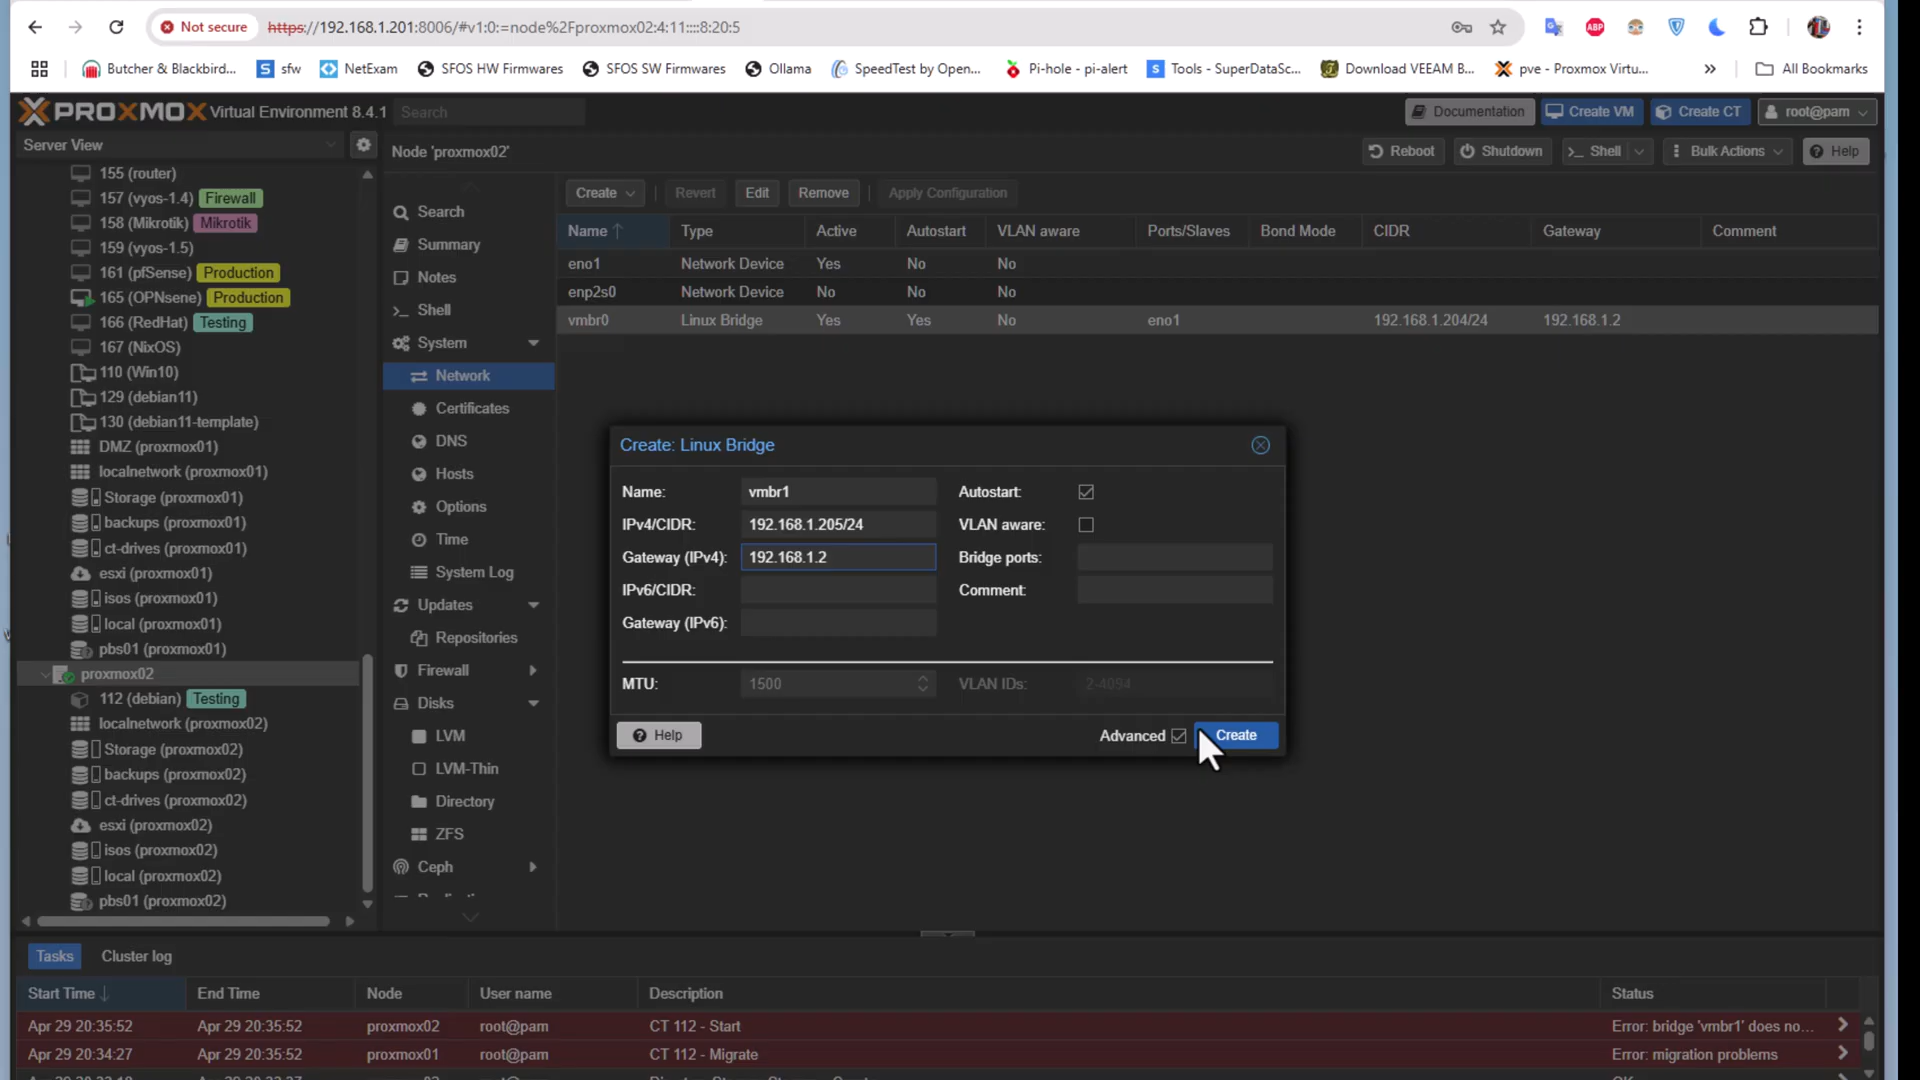 Not secure https://192.168.1.201:8006/#v1:0:=node%2Fproxmox02:4:11::::8:20:5
Butcher & Blackbird... sfw NetExam SFOS HW Firmwares SFOS SW Firmwares Ollama SpeedTest by Open... Pi-hole - pi-alert Tools - SuperDataSc... Download VEEAM B... pve - Proxmox Virtu... » All Bookmarks
PROXMOX Virtual Environment 8.4.1 Search Documentation Create VM Create CT root@pam
Server View
Node 'proxmox02' Reboot Shutdown Shell Bulk Actions Help
155 (router)
157 (vyos-1.4) Firewall
158 (Mikrotik) Mikrotik
159 (vyos-1.5)
161 (pfSense) Production
165 (OPNsene) Production
166 (RedHat) Testing
167 (NixOS)
110 (Win10)
129 (debian11)
130 (debian11-template)
DMZ (proxmox01)
localnetwork (proxmox01)
Storage (proxmox01)
backups (proxmox01)
ct-drives (proxmox01)
esxi (proxmox01)
isos (proxmox01)
local (proxmox01)
pbs01 (proxmox01)
proxmox02
112 (debian) Testing
localnetwork (proxmox02)
Storage (proxmox02)
backups (proxmox02)
ct-drives (proxmox02)
esxi (proxmox02)
isos (proxmox02)
local (proxmox02)
pbs01 (proxmox02)
Search
Summary
Notes
Shell
System
Network
Certificates
DNS
Hosts
Options
Time
System Log
Updates
Repositories
Firewall
Disks
LVM
LVM-Thin
Directory
ZFS
Ceph
Create Revert Edit Remove Apply Configuration
Name Type Active Autostart VLAN aware Ports/Slaves Bond Mode CIDR Gateway Comment
eno1 Network Device Yes No No
enp2s0 Network Device No No No
vmbr0 Linux Bridge Yes Yes No eno1 192.168.1.204/24 192.168.1.2
Create: Linux Bridge
Name: vmbr1 Autostart:
IPv4/CIDR: 192.168.1.205/24 VLAN aware:
Gateway (IPv4): 192.168.1.2 Bridge ports:
IPv6/CIDR: Comment:
Gateway (IPv6):
MTU: 1500 VLAN IDs: 2-4094
Help Advanced Create
Tasks Cluster log
Start Time End Time Node User name Description Status
Apr 29 20:35:52 Apr 29 20:35:52 proxmox02 root@pam CT 112 - Start Error: bridge 'vmbr1' does no...
Apr 29 20:34:27 Apr 29 20:35:52 proxmox01 root@pam CT 112 - Migrate Error: migration problems